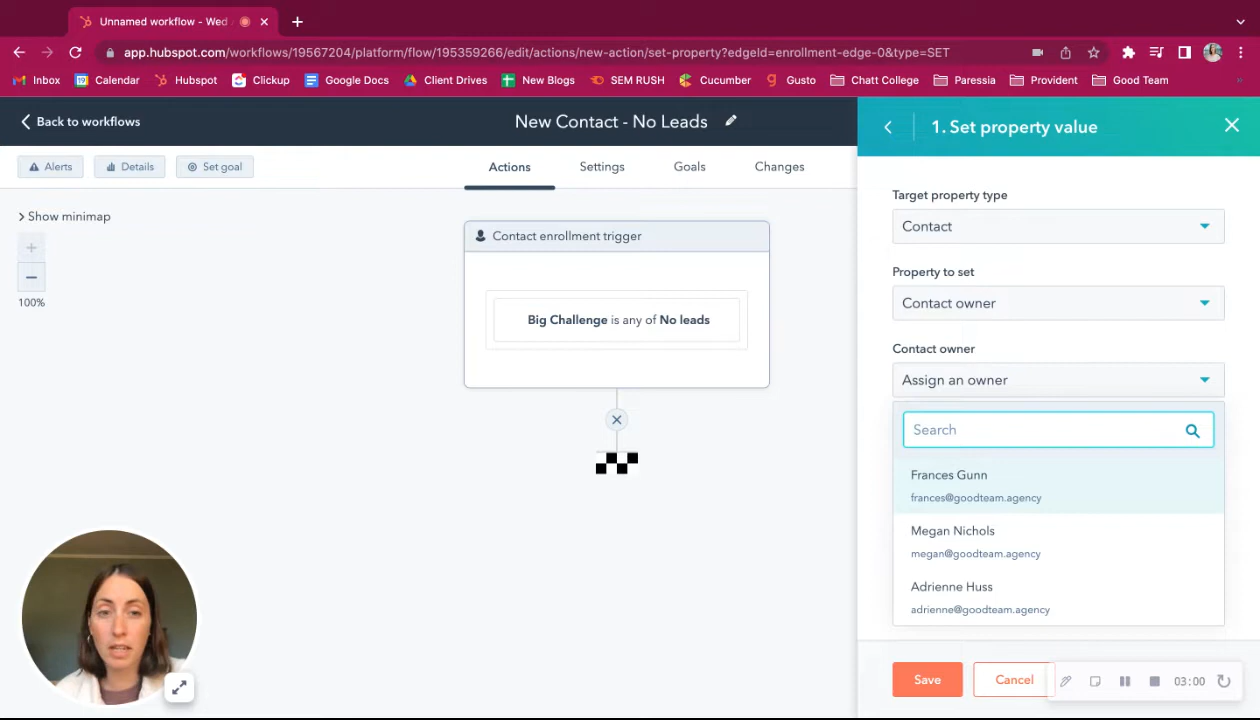 Unnamed workflow - Wed
app.hubspot.com/workflows/19567204/platform/flow/195359266/edit/actions/new-action/set-property?edgeId=enrollment-edge-0&type=SET
Inbox Calendar Hubspot Clickup Google Docs Client Drives New Blogs SEM RUSH Cucumber Gusto Chatt College Paressia Provident Good Team
Back to workflows
New Contact - No Leads
1. Set property value
Alerts Details Set goal
Actions Settings Goals Changes
Show minimap
100%
Contact enrollment trigger
Big Challenge is any of No leads
Target property type
Contact
Property to set
Contact owner
Contact owner
Assign an owner
Search
Frances Gunn
frances@goodteam.agency
Megan Nichols
megan@goodteam.agency
Adrienne Huss
adrienne@goodteam.agency
Save Cancel 03:00